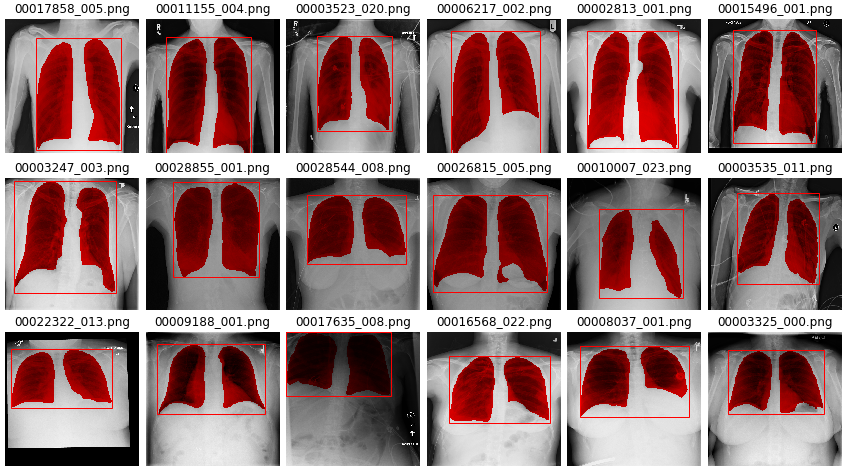 00017858_005.png 00011155_004.png 00003523_020.png 00006217_002.png 00002813_001.png 00015496_001.png
00003247_003.png 00028855_001.png 00028544_008.png 00026815_005.png 00010007_023.png 00003535_011.png
00022322_013.png 00009188_001.png 00017635_008.png 00016568_022.png 00008037_001.png 00003325_000.png